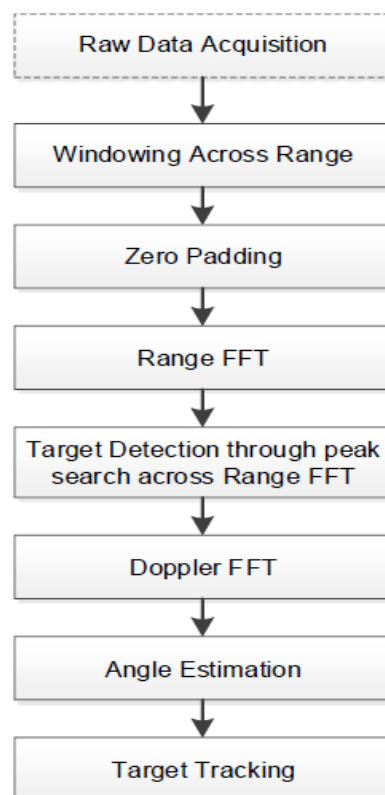 Raw Data Acquisition
Windowing Across Range
Zero Padding
Range FFT
Target Detection through peak
search across Range FFT
Doppler FFT
Angle Estimation
Target Tracking